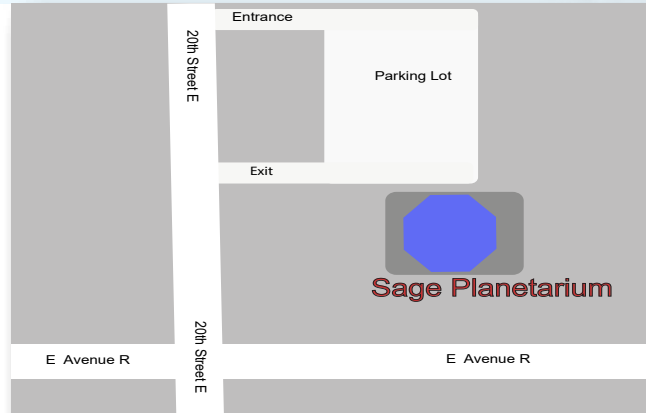 Entrance
20th Street E
Parking Lot
Exit
Sage Planetarium
20th Street E
E Avenue R
E Avenue R